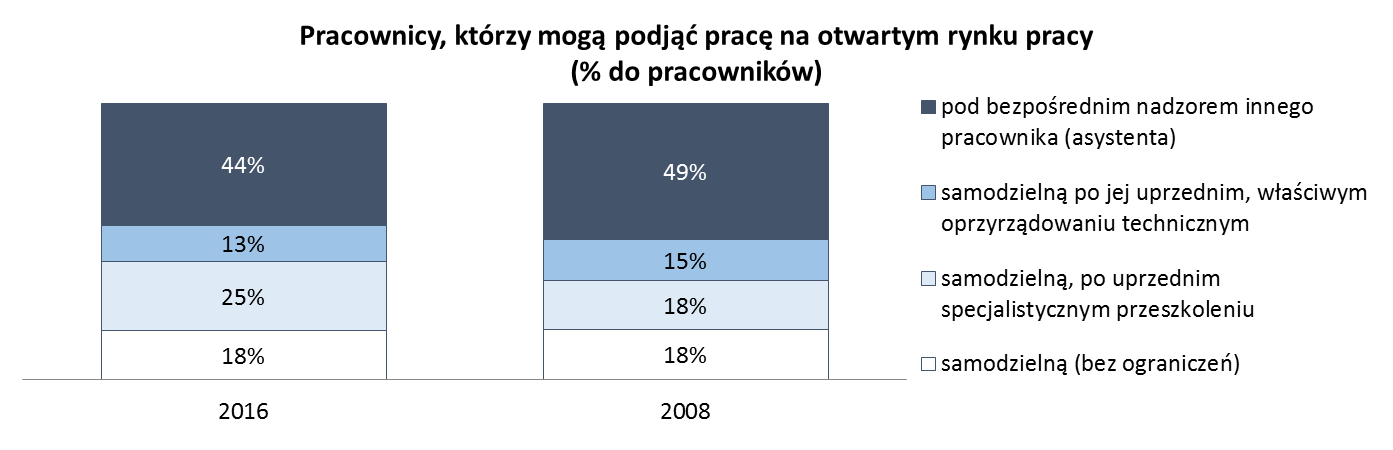 Pracownicy, którzy mogą podjąć pracę na otwartym rynku pracy
(% do pracowników)
44%
13%
25%
18%
2016
49%
15%
18%
18%
2008
pod bezpośrednim nadzorem innego
pracownika (asystenta)
samodzielną po jej uprzednim, właściwym
oprzyrządowaniu technicznym
samodzielną, po uprzednim
specjalistycznym przeszkoleniu
samodzielną (bez ograniczeń)